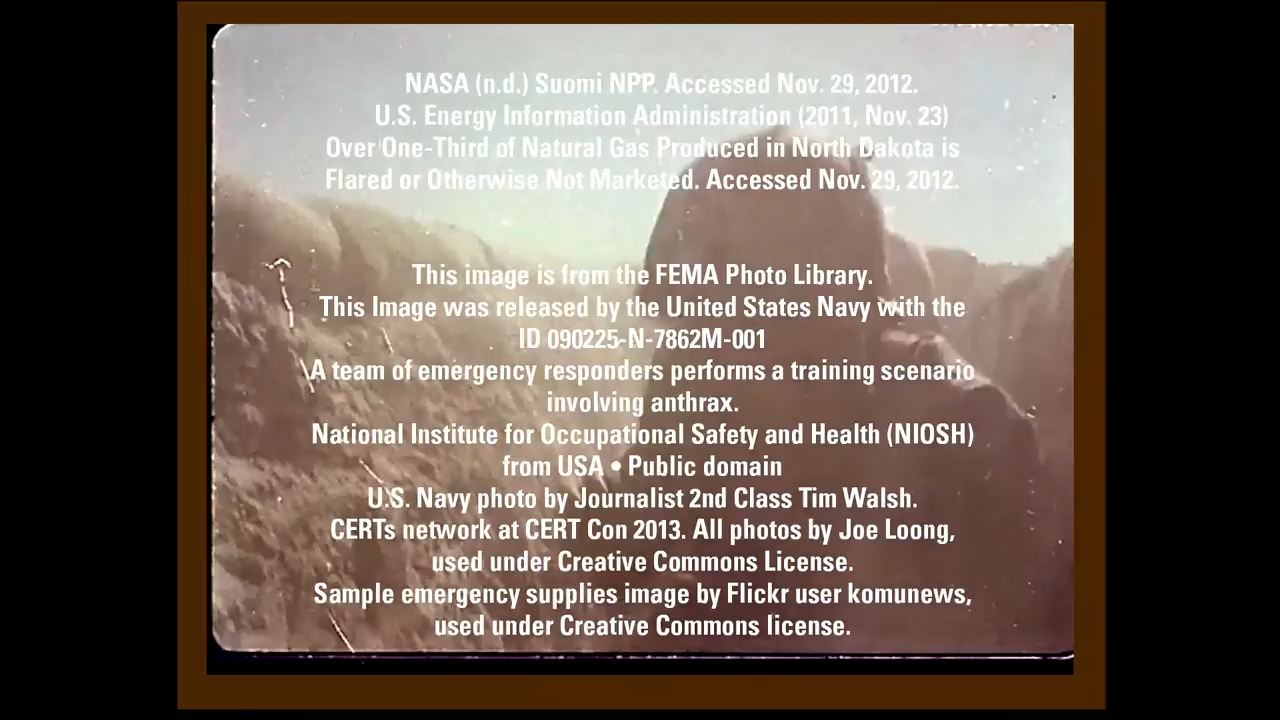 NASA (n.d.) Suomi NPP. Accessed Nov. 29, 2012.
U.S. Energy Information Administration (2011, Nov. 23)
Over One-Third of Natural Gas Produced in North Dakota is
Flared or Otherwise Not Marketed. Accessed Nov. 29, 2012.
This image is from the FEMA Photo Library.
This Image was released by the United States Navy with the
ID 090225-N-7862M-001
A team of emergency responders performs a training scenario
involving anthrax.
National Institute for Occupational Safety and Health (NIOSH)
from USA • Public domain
U.S. Navy photo by Journalist 2nd Class Tim Walsh.
CERTs network at CERT Con 2013. All photos by Joe Loong,
used under Creative Commons License.
Sample emergency supplies image by Flickr user komunews,
used under Creative Commons license.